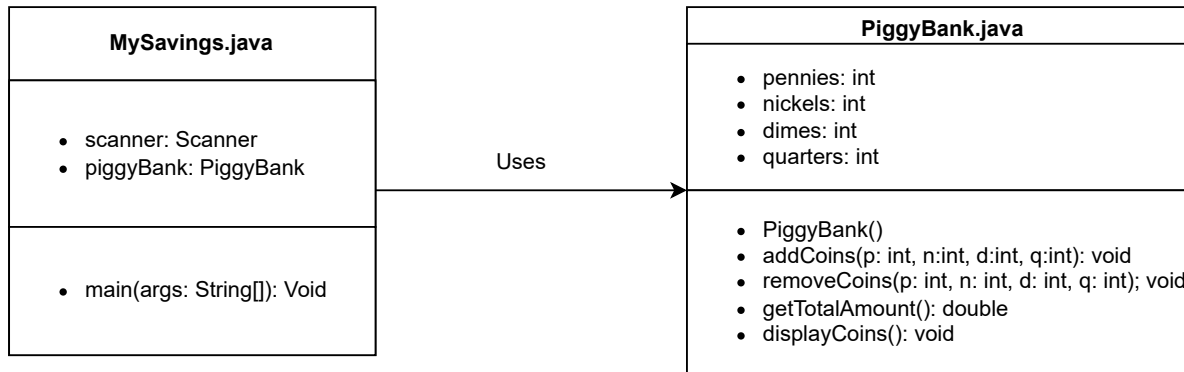 MySavings.java
• scanner: Scanner
• piggyBank: PiggyBank
• main(args: String[]): Void
Uses
PiggyBank.java
• pennies: int
• nickels: int
• dimes: int
• quarters: int
• PiggyBank()
• addCoins(p: int, n:int, d:int, q:int): void
• removeCoins(p: int, n: int, d: int, q: int); void
• getTotalAmount(): double
• displayCoins(): void